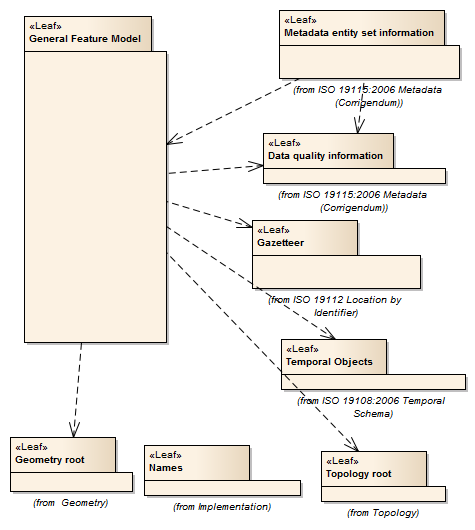 «Leaf»
General Feature Model
«Leaf»
Metadata entity set information
(from ISO 19115:2006 Metadata
(Corrigendum))
«Leaf»
Data quality information
(from ISO 19115:2006 Metadata
(Corrigendum))
«Leaf»
Gazetteer
(from ISO 19112 Location by
Identifier)
«Leaf»
Temporal Objects
(from ISO 19108:2006 Temporal
Schema)
«Leaf»
Geometry root
(from Geometry)
«Leaf»
Names
(from Implementation)
«Leaf»
Topology root
(from Topology)